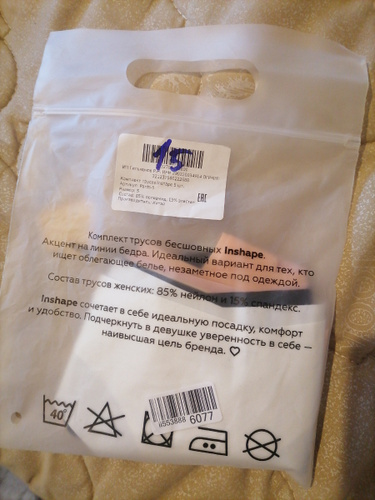 15
Комплект трусов бесшовных Inshape.
Акцент на линии бедра. Идеальный вариант для тех, кто
ищет облегающее белье, незаметное под одеждой.
Состав трусов женских: 85% нейлон и 15% спандекс.
Inshape сочетает в себе идеальную посадку, комфорт
и удобство. Подчеркнуть в девушке уверенность в себе —
наивысшая цель бренда. ♡
40°
6077